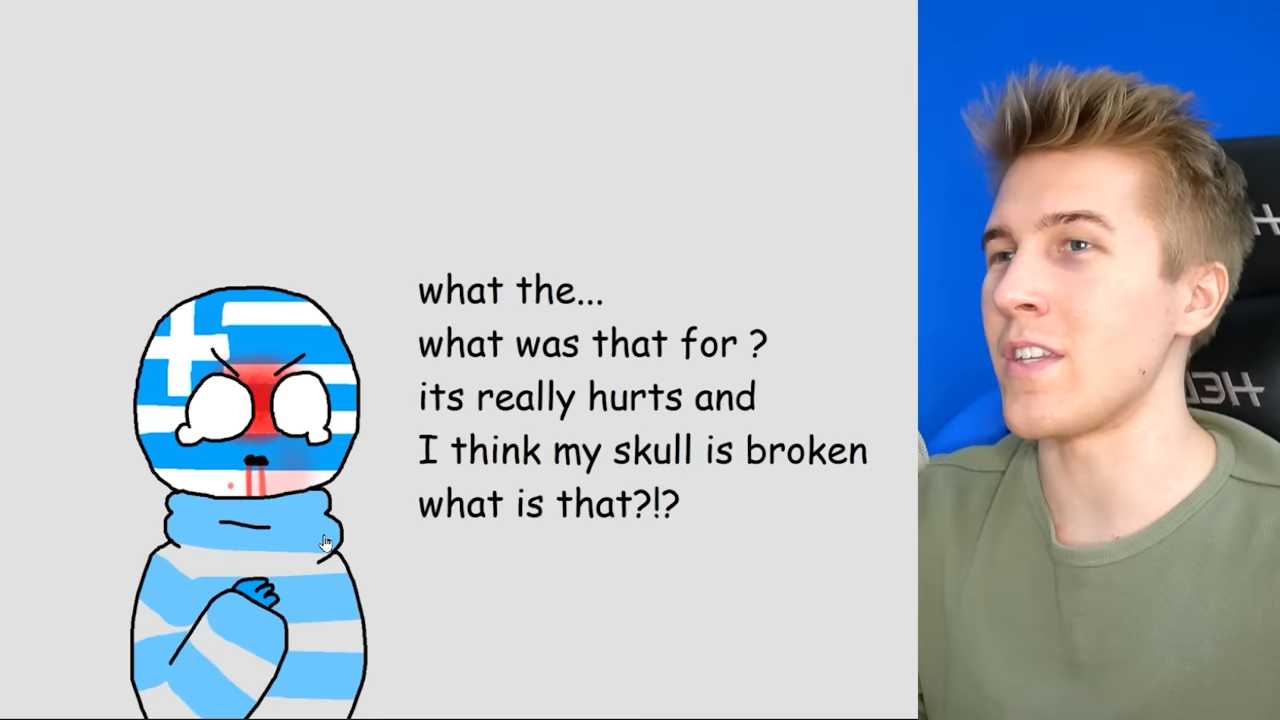 what the...
what was that for ?
its really hurts and
I think my skull is broken
what is that?!?